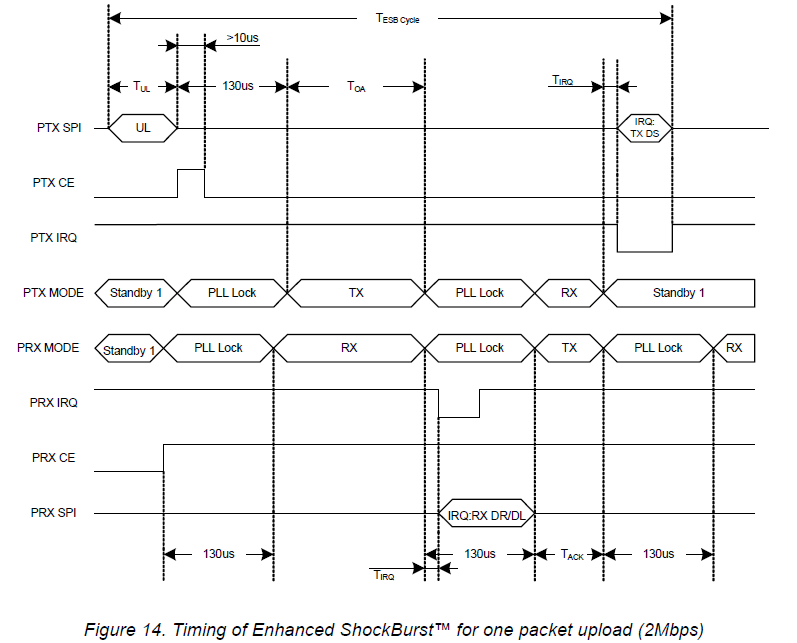 TESB Cycle
>10us
TUL
130us
TOA
TIRQ
PTX SPI
UL
IRQ:
TX DS
PTX CE
PTX IRQ
PTX MODE
Standby 1
PLL Lock
TX
PLL Lock
RX
Standby 1
PRX MODE
Standby 1
PLL Lock
RX
PLL Lock
TX
PLL Lock
RX
PRX IRQ
PRX CE
PRX SPI
IRQ:RX DR/DL
130us
130us
TACK
130us
TIRQ
Figure 14. Timing of Enhanced ShockBurst™ for one packet upload (2Mbps)